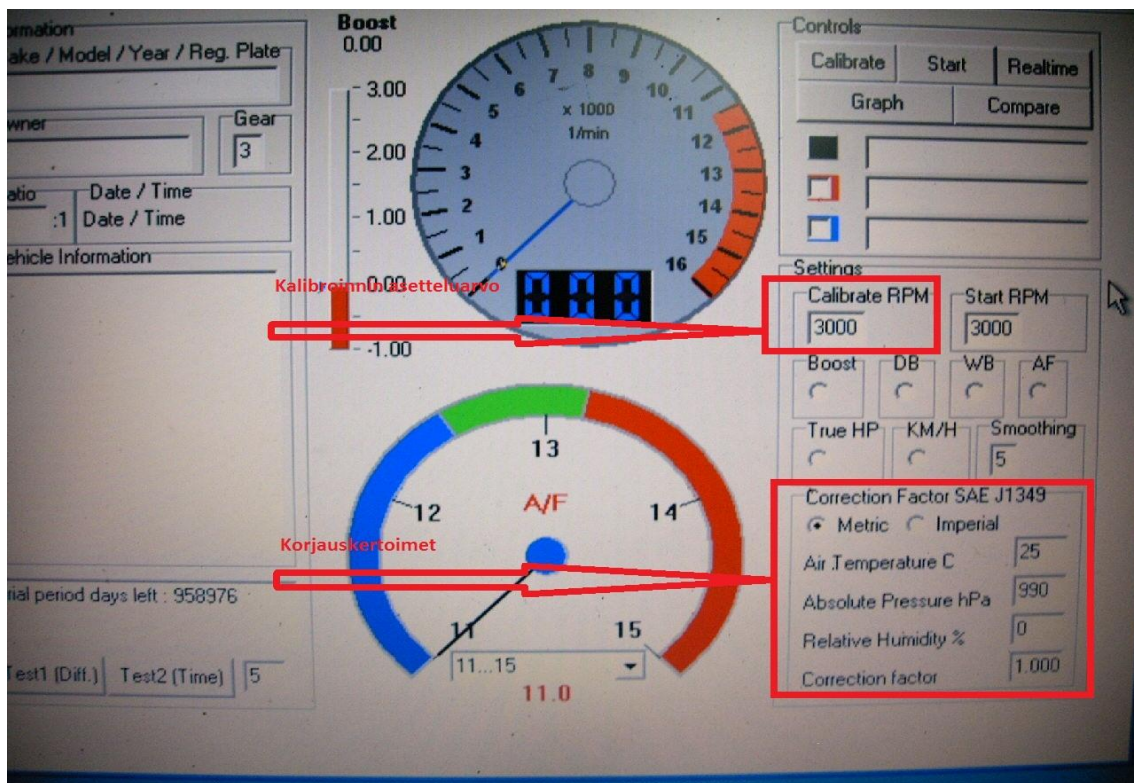 ormation
ake / Model / Year / Reg. Plate
wner
Gear
3
atio
:1
Date / Time
Date / Time
ehicle Information
rial period days left : 958976
est1 (Diff.)
Test2 (Time)
5
Boost
0.00
3.00
2.00
1.00
0.00
-1.00
Kalibroinnin asetteluarvo
0 1 2 3 4 5 6 7 8 9 10 11 12 13 14 15 16
x 1000
1/min
000
11 12 13 14 15
A/F
Korjauskertoimet
11...15
11.0
Controls
Calibrate
Start
Realtime
Graph
Compare
Settings
Calibrate RPM
3000
Start RPM
3000
Boost
DB
WB
AF
True HP
KM/H
Smoothing
5
Correction Factor SAE J1349
Metric
Imperial
Air Temperature C 25
Absolute Pressure hPa 990
Relative Humidity % 0
Correction factor 1.000